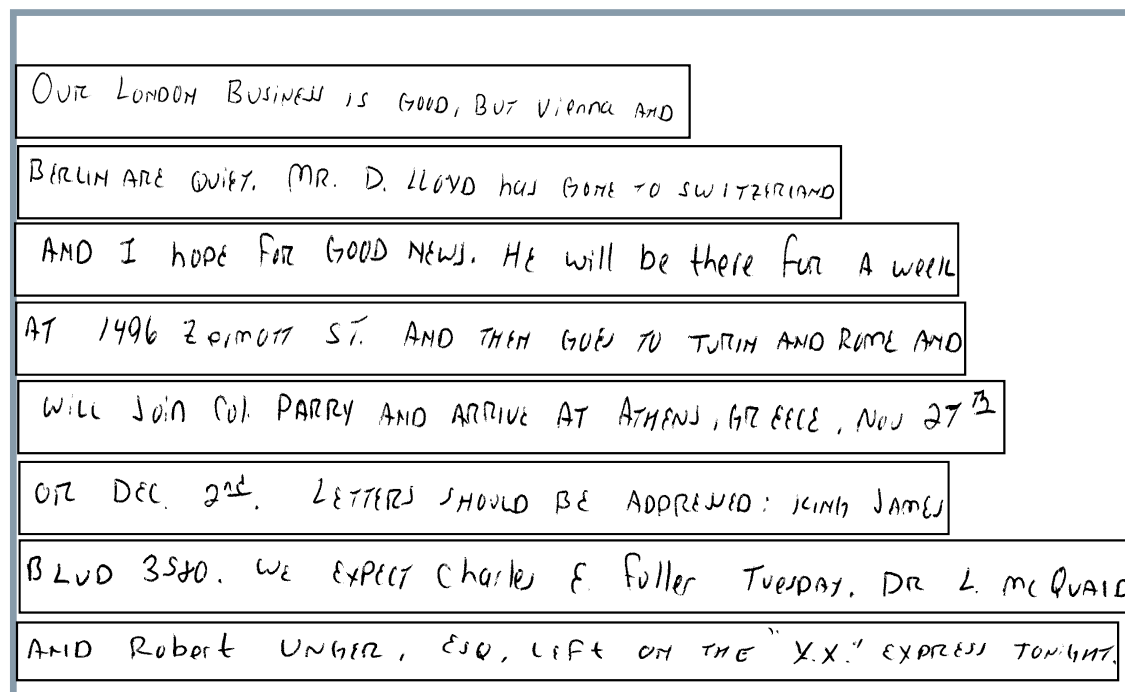 Our London Business is Good, But Vienna And
Berlin Are Quiet. Mr. D. Lloyd has Gone to Switzerland
And I hope for Good News. He will be there for A week
At 1496 Zermott St. And then Goes to Turin And Rome And
Will Join Col. Parry And Arrive At Athens, Greece, Nov 27th
or Dec. 2nd. Letters should be Addressed: King James
Blvd 3580. We Expect Charles E. Fuller Tuesday. Dr L. McQuaid
And Robert Unger, Esq, left on the "X.X." Express Tonight.